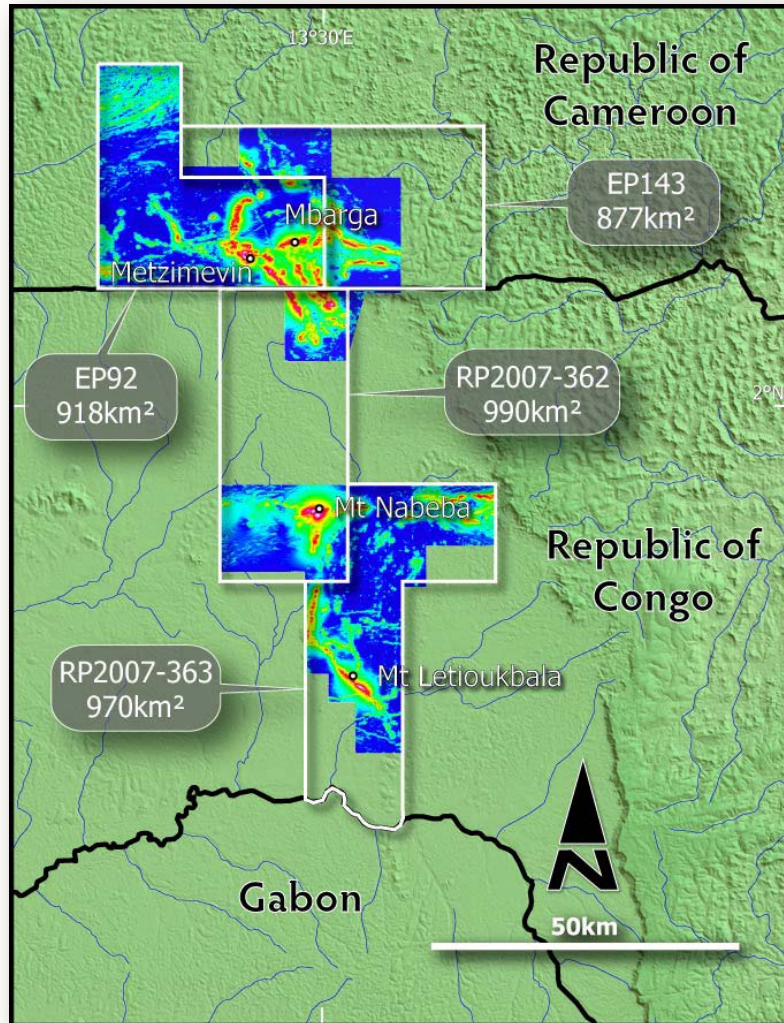 13°30'E
Republic of
Cameroon
EP143
877km²
Mbarga
Metzimevin
EP92
918km²
RP2007-362
990km²
2°N
Mt Nabeba
Republic of
Congo
RP2007-363
970km²
Mt Letioukbala
Gabon
N
50km